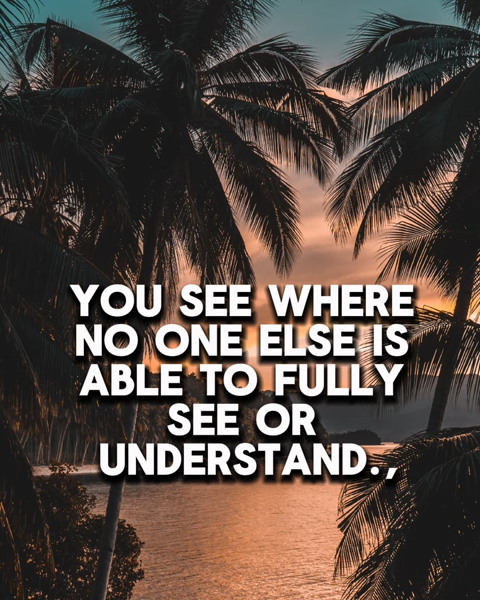 YOU SEE WHERE
NO ONE ELSE IS
ABLE TO FULLY
SEE OR
UNDERSTAND.,